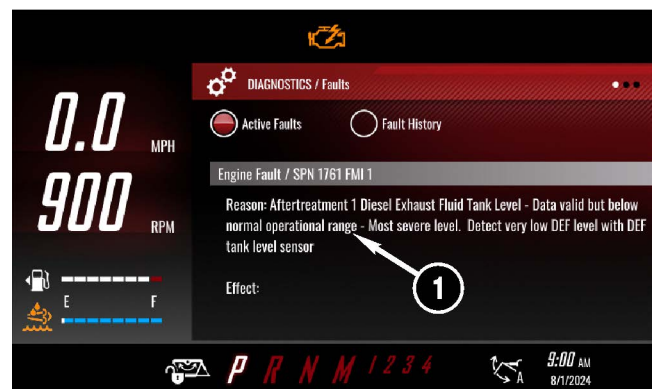 DIAGNOSTICS / Faults
0.0 MPH
Active Faults Fault History
Engine Fault / SPN 1761 FMI 1
900 RPM
Reason: Aftertreatment 1 Diesel Exhaust Fluid Tank Level - Data valid but below
normal operational range - Most severe level. Detect very low DEF level with DEF
tank level sensor
Effect:
1
E F
P R N M 1 2 3 4
A
9:00 AM
8/1/2024